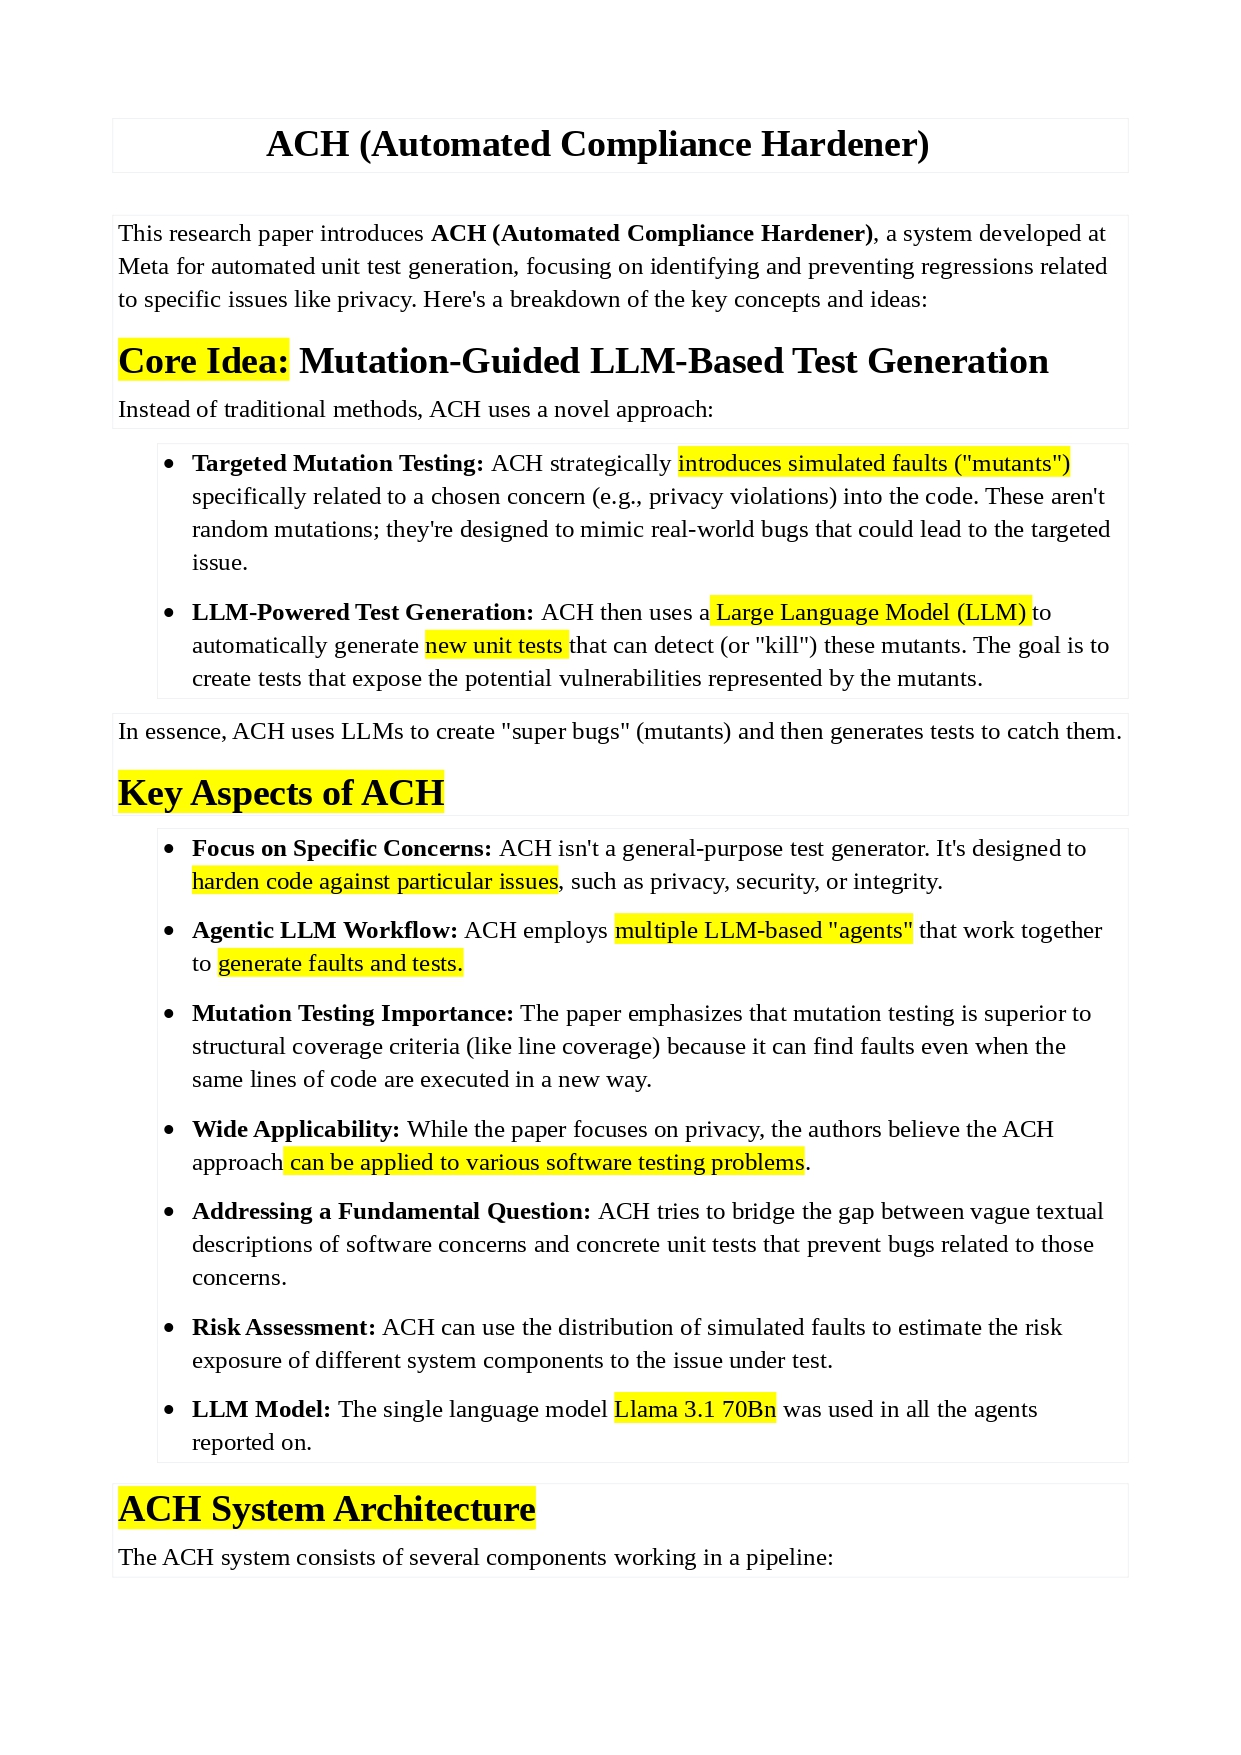 ACH (Automated Compliance Hardener)
This research paper introduces ACH (Automated Compliance Hardener), a system developed at
Meta for automated unit test generation, focusing on identifying and preventing regressions related
to specific issues like privacy. Here's a breakdown of the key concepts and ideas:
Core Idea: Mutation-Guided LLM-Based Test Generation
Instead of traditional methods, ACH uses a novel approach:
• Targeted Mutation Testing: ACH strategically introduces simulated faults ("mutants")
specifically related to a chosen concern (e.g., privacy violations) into the code. These aren't
random mutations; they're designed to mimic real-world bugs that could lead to the targeted
issue.
• LLM-Powered Test Generation: ACH then uses a Large Language Model (LLM) to
automatically generate new unit tests that can detect (or "kill") these mutants. The goal is to
create tests that expose the potential vulnerabilities represented by the mutants.
In essence, ACH uses LLMs to create "super bugs" (mutants) and then generates tests to catch them.
Key Aspects of ACH
• Focus on Specific Concerns: ACH isn't a general-purpose test generator. It's designed to
harden code against particular issues, such as privacy, security, or integrity.
• Agentic LLM Workflow: ACH employs multiple LLM-based "agents" that work together
to generate faults and tests.
• Mutation Testing Importance: The paper emphasizes that mutation testing is superior to
structural coverage criteria (like line coverage) because it can find faults even when the
same lines of code are executed in a new way.
• Wide Applicability: While the paper focuses on privacy, the authors believe the ACH
approach can be applied to various software testing problems.
• Addressing a Fundamental Question: ACH tries to bridge the gap between vague textual
descriptions of software concerns and concrete unit tests that prevent bugs related to those
concerns.
• Risk Assessment: ACH can use the distribution of simulated faults to estimate the risk
exposure of different system components to the issue under test.
• LLM Model: The single language model Llama 3.1 70Bn was used in all the agents
reported on.
ACH System Architecture
The ACH system consists of several components working in a pipeline: